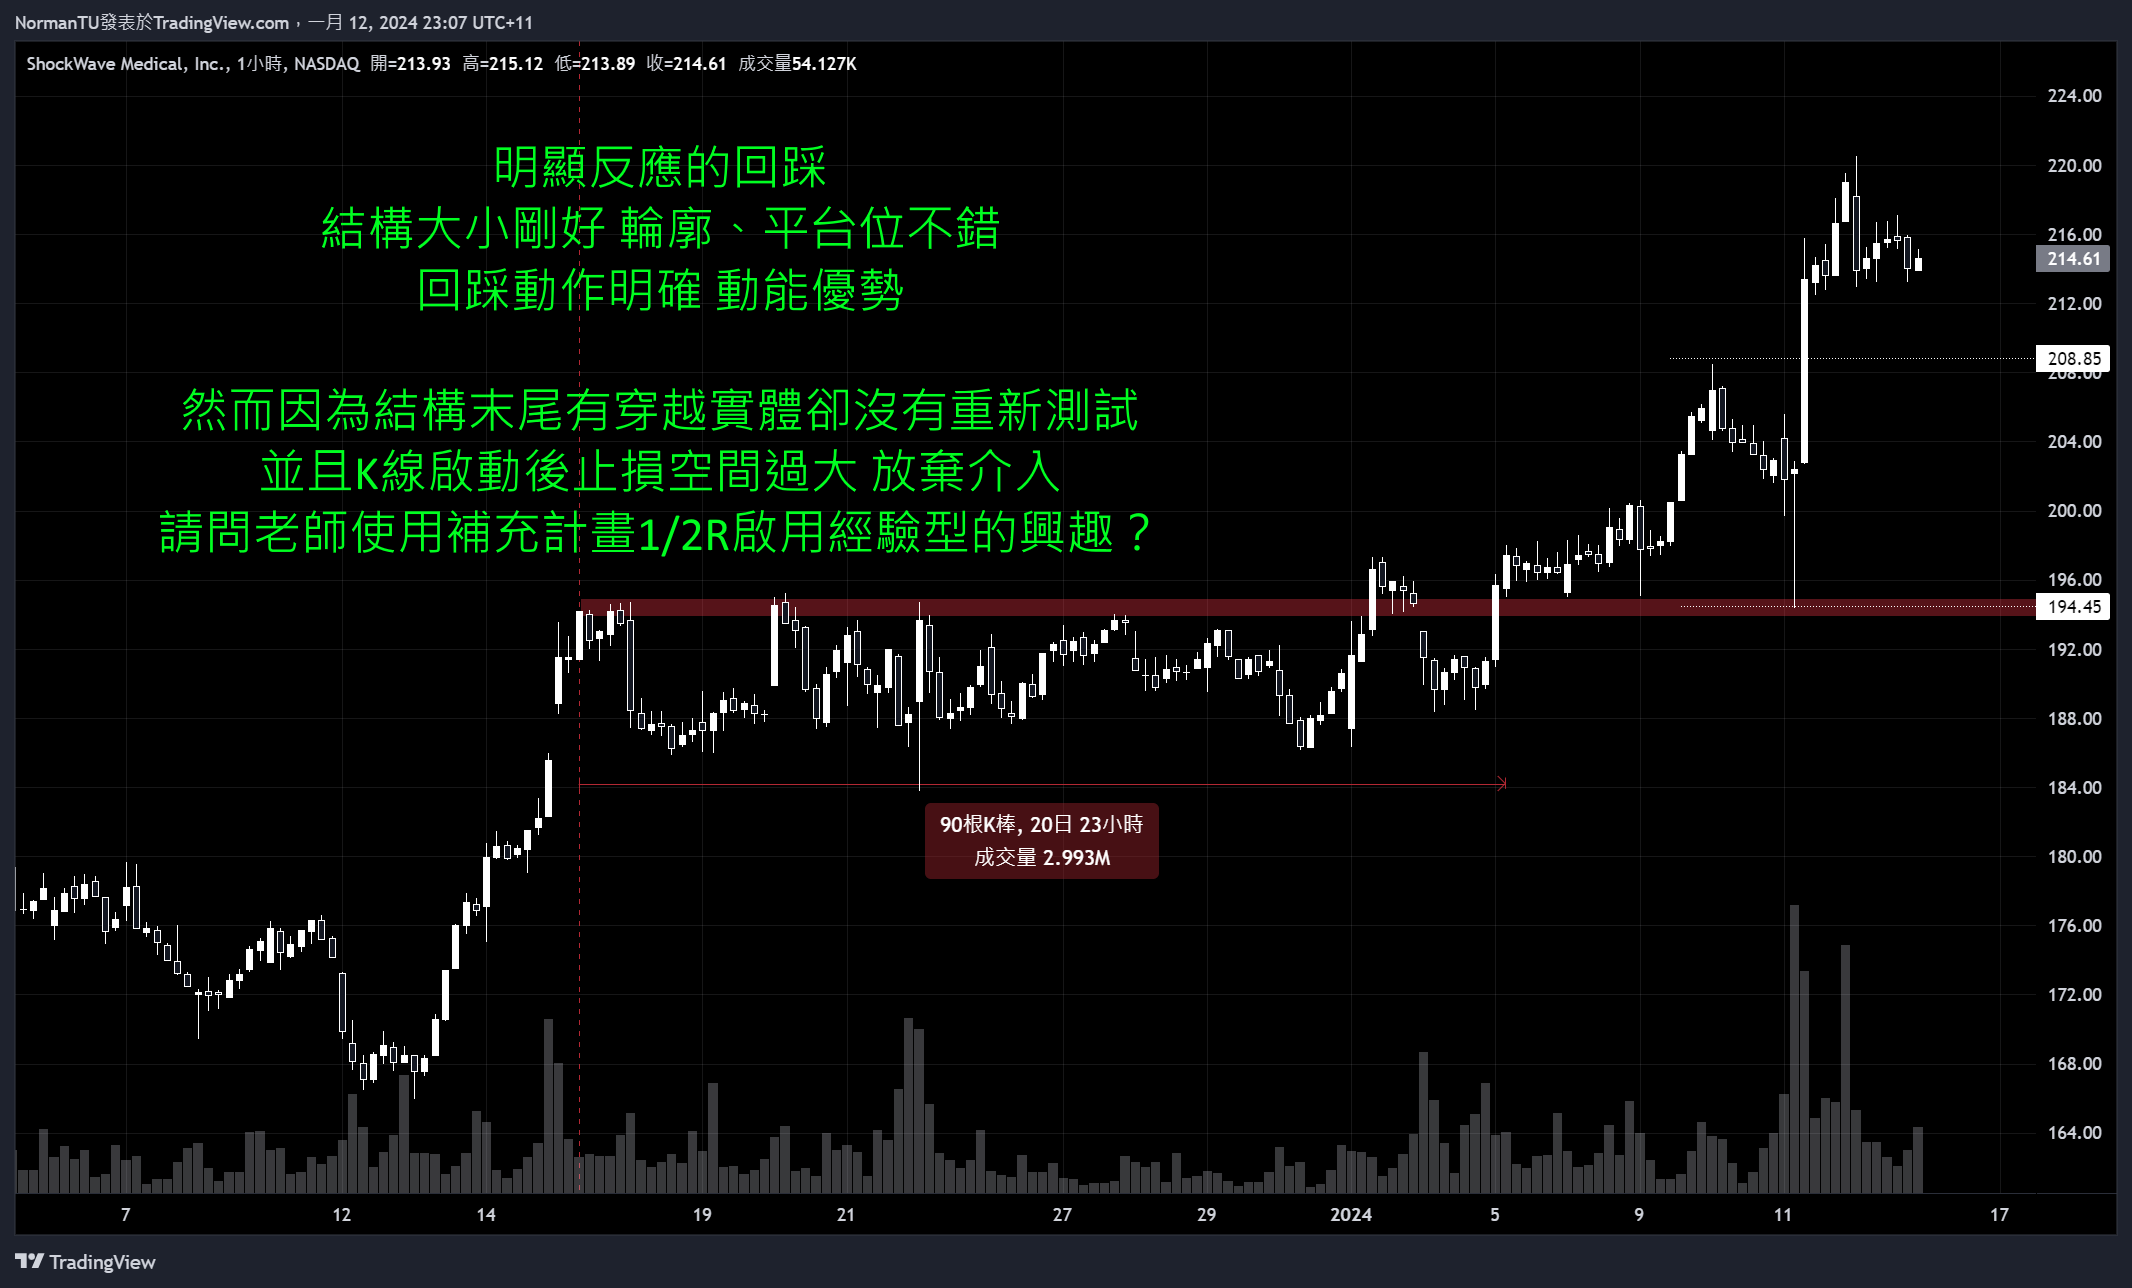 NormanTU發表於TradingView.com，一月 12, 2024 23:07 UTC+11
ShockWave Medical, Inc., 1小時, NASDAQ 開=213.93 高=215.12 低=213.89 收=214.61 成交量54.127K
明顯反應的回踩
結構大小剛好 輪廓、平台位不錯
回踩動作明確 動能優勢
然而因為結構末尾有穿越實體卻沒有重新測試
並且K線啟動後止損空間過大 放棄介入
請問老師使用補充計畫1/2R啟用經驗型的興趣？
90根K棒, 20日 23小時
成交量 2.993M
224.00
220.00
216.00
214.61
212.00
208.85
208.00
204.00
200.00
196.00
194.45
192.00
188.00
184.00
180.00
176.00
172.00
168.00
164.00
7 12 14 19 21 27 29 2024 5 9 11 17
TradingView